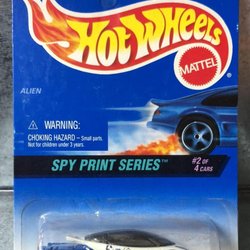 HOT WHEELS
MATTEL
ALIEN
WARNING:
CHOKING HAZARD – Small parts.
Not for children under 3 years.
SPY PRINT SERIES™
#2 OF
4 CARS